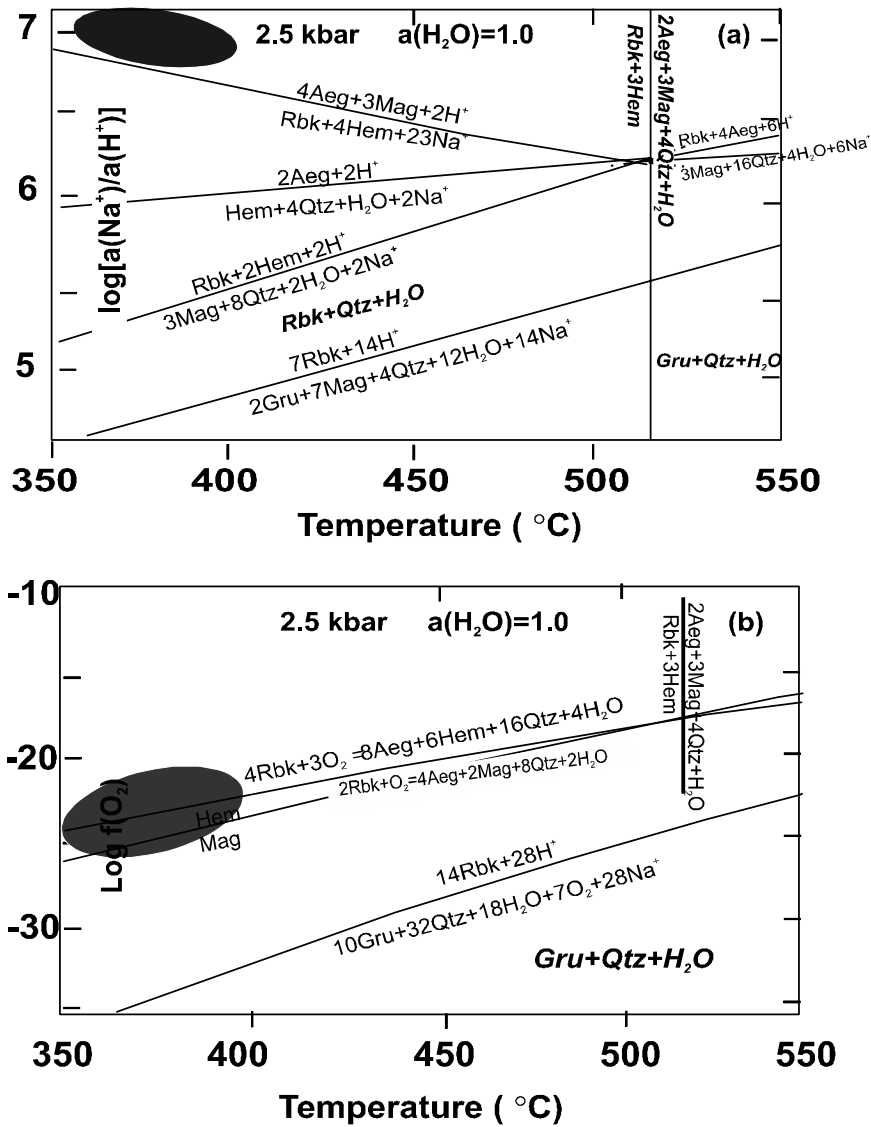 2.5 kbar a(H₂O)=1.0 (a)
7
6
5
log[a(Na⁺)/a(H⁺)]
4Aeg+3Mag+2H⁺
Rbk+4Hem+23Na⁺
2Aeg+2H⁺
Hem+4Qtz+H₂O+2Na⁺
Rbk+2Hem+2H⁺
3Mag+8Qtz+2H₂O+2Na⁺
Rbk+Qtz+H₂O
7Rbk+14H⁺
2Gru+7Mag+4Qtz+12H₂O+14Na⁺
Rbk+3Hem
2Aeg+3Mag+4Qtz+H₂O
Rbk+4Aeg+6H⁺
3Mag+16Qtz+4H₂O+6Na⁺
Gru+Qtz+H₂O
350 400 450 500 550
Temperature ( °C)
2.5 kbar a(H₂O)=1.0 (b)
-10
-20
-30
Log f(O₂)
4Rbk+3O₂=8Aeg+6Hem+16Qtz+4H₂O
2Rbk+O₂=4Aeg+2Mag+8Qtz+2H₂O
Hem
Mag
14Rbk+28H⁺
10Gru+32Qtz+18H₂O+7O₂+28Na⁺
Rbk+3Hem
2Aeg+3Mag+4Qtz+H₂O
Gru+Qtz+H₂O
350 400 450 500 550
Temperature ( °C)